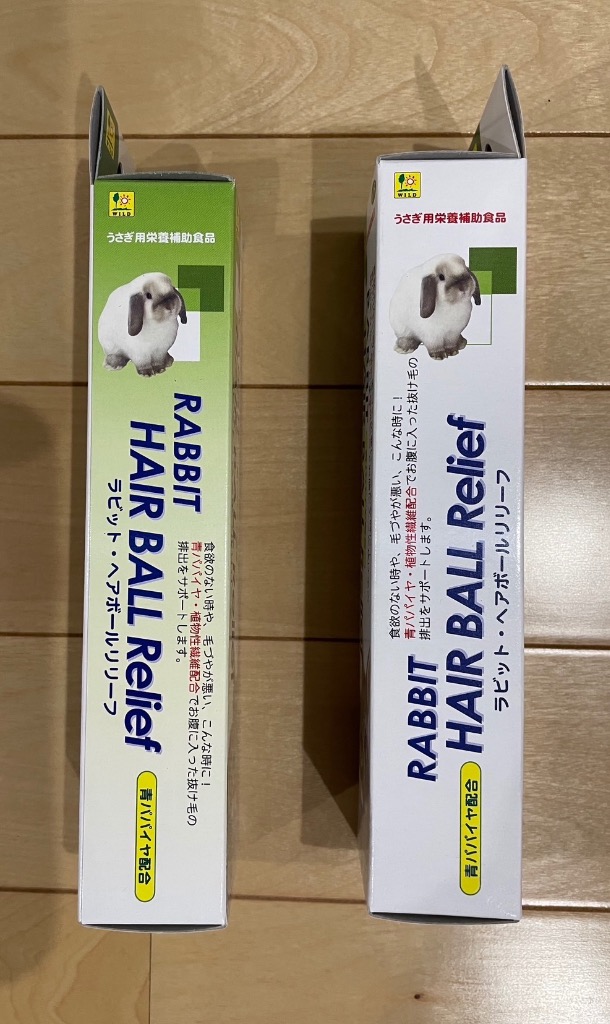 WILD
うさぎ用栄養補助食品
RABBIT
HAIR BALL Relief
ラビット・ヘアボールリリーフ
食欲のない時や、毛づやが悪い、こんな時に！
青パパイヤ・植物性繊維配合でお腹に入った抜け毛の
排出をサポートします。
青パパイヤ配合
WILD
うさぎ用栄養補助食品
食欲のない時や、毛づやが悪い、こんな時に！
青パパイヤ・植物性繊維配合でお腹に入った抜け毛の
排出をサポートします。
RABBIT
HAIR BALL Relief
ラビット・ヘアボールリリーフ
青パパイヤ配合